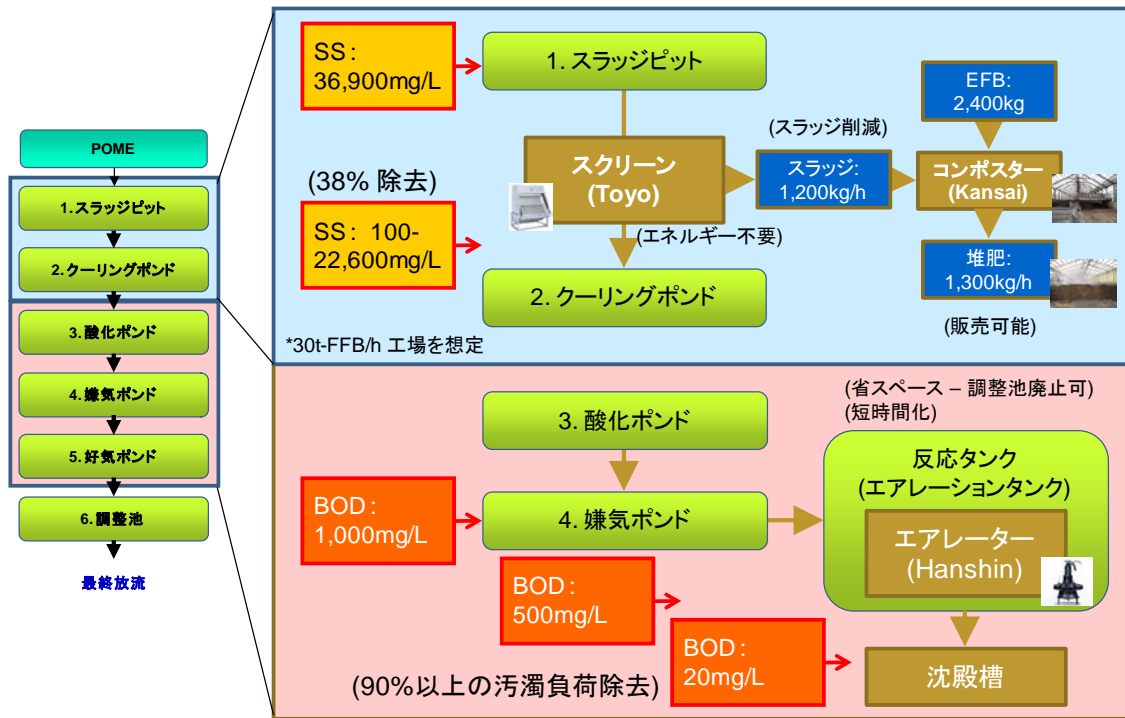 POME
1.スラッジピット
2.クーリングポンド
3.酸化ポンド
4.嫌気ポンド
5.好気ポンド
6.調整池
最終放流
SS：
36,900mg/L
1.スラッジピット
(38% 除去)
SS： 100-
22,600mg/L
スクリーン
(Toyo)
(エネルギー不要)
2.クーリングポンド
(スラッジ削減)
スラッジ:
1,200kg/h
EFB:
2,400kg
コンポスター
(Kansai)
堆肥:
1,300kg/h
(販売可能)
*30t-FFB/h 工場を想定
3.酸化ポンド
BOD：
1,000mg/L
4.嫌気ポンド
(省スペース – 調整池廃止可)
(短時間化)
反応タンク
(エアレーションタンク)
エアレーター
(Hanshin)
BOD：
500mg/L
BOD：
20mg/L
沈殿槽
(90%以上の汚濁負荷除去)